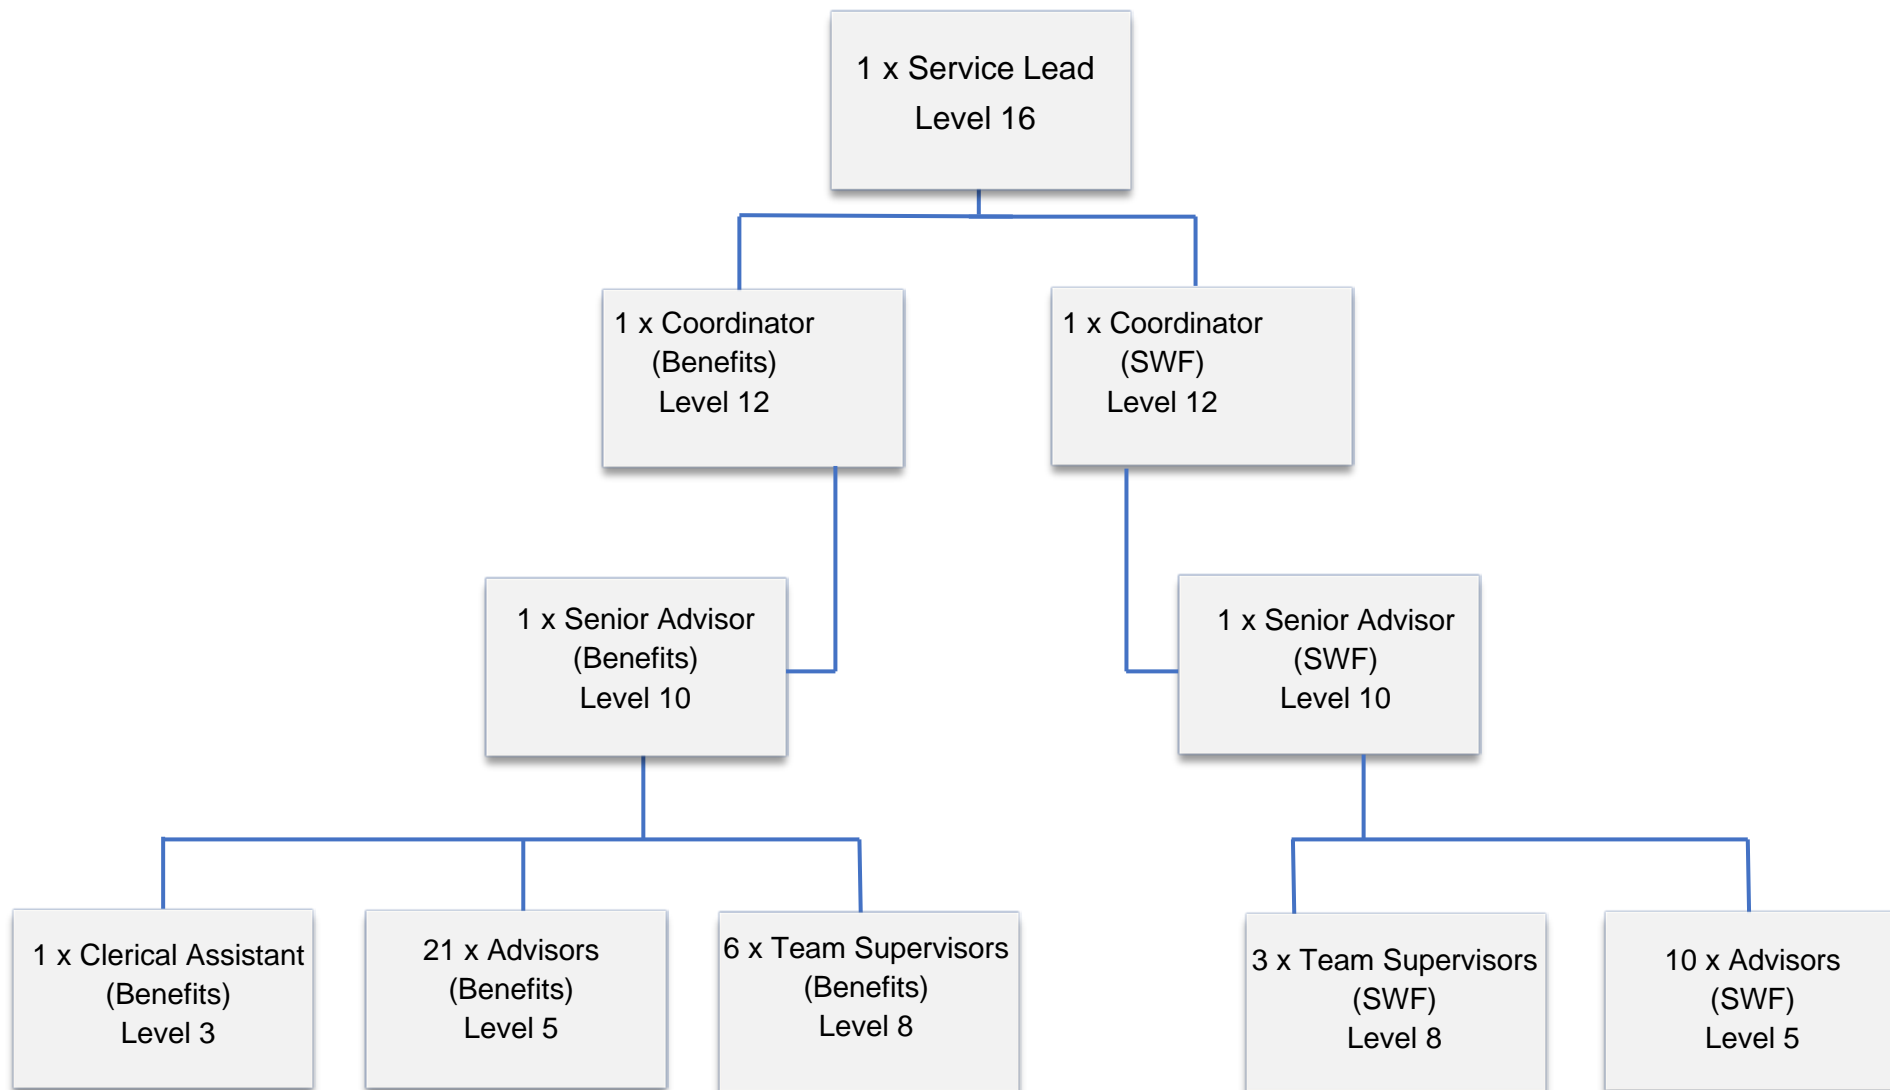 1 x Service Lead
Level 16
1 x Coordinator
(Benefits)
Level 12
1 x Coordinator
(SWF)
Level 12
1 x Senior Advisor
(Benefits)
Level 10
1 x Senior Advisor
(SWF)
Level 10
1 x Clerical Assistant
(Benefits)
Level 3
21 x Advisors
(Benefits)
Level 5
6 x Team Supervisors
(Benefits)
Level 8
3 x Team Supervisors
(SWF)
Level 8
10 x Advisors
(SWF)
Level 5